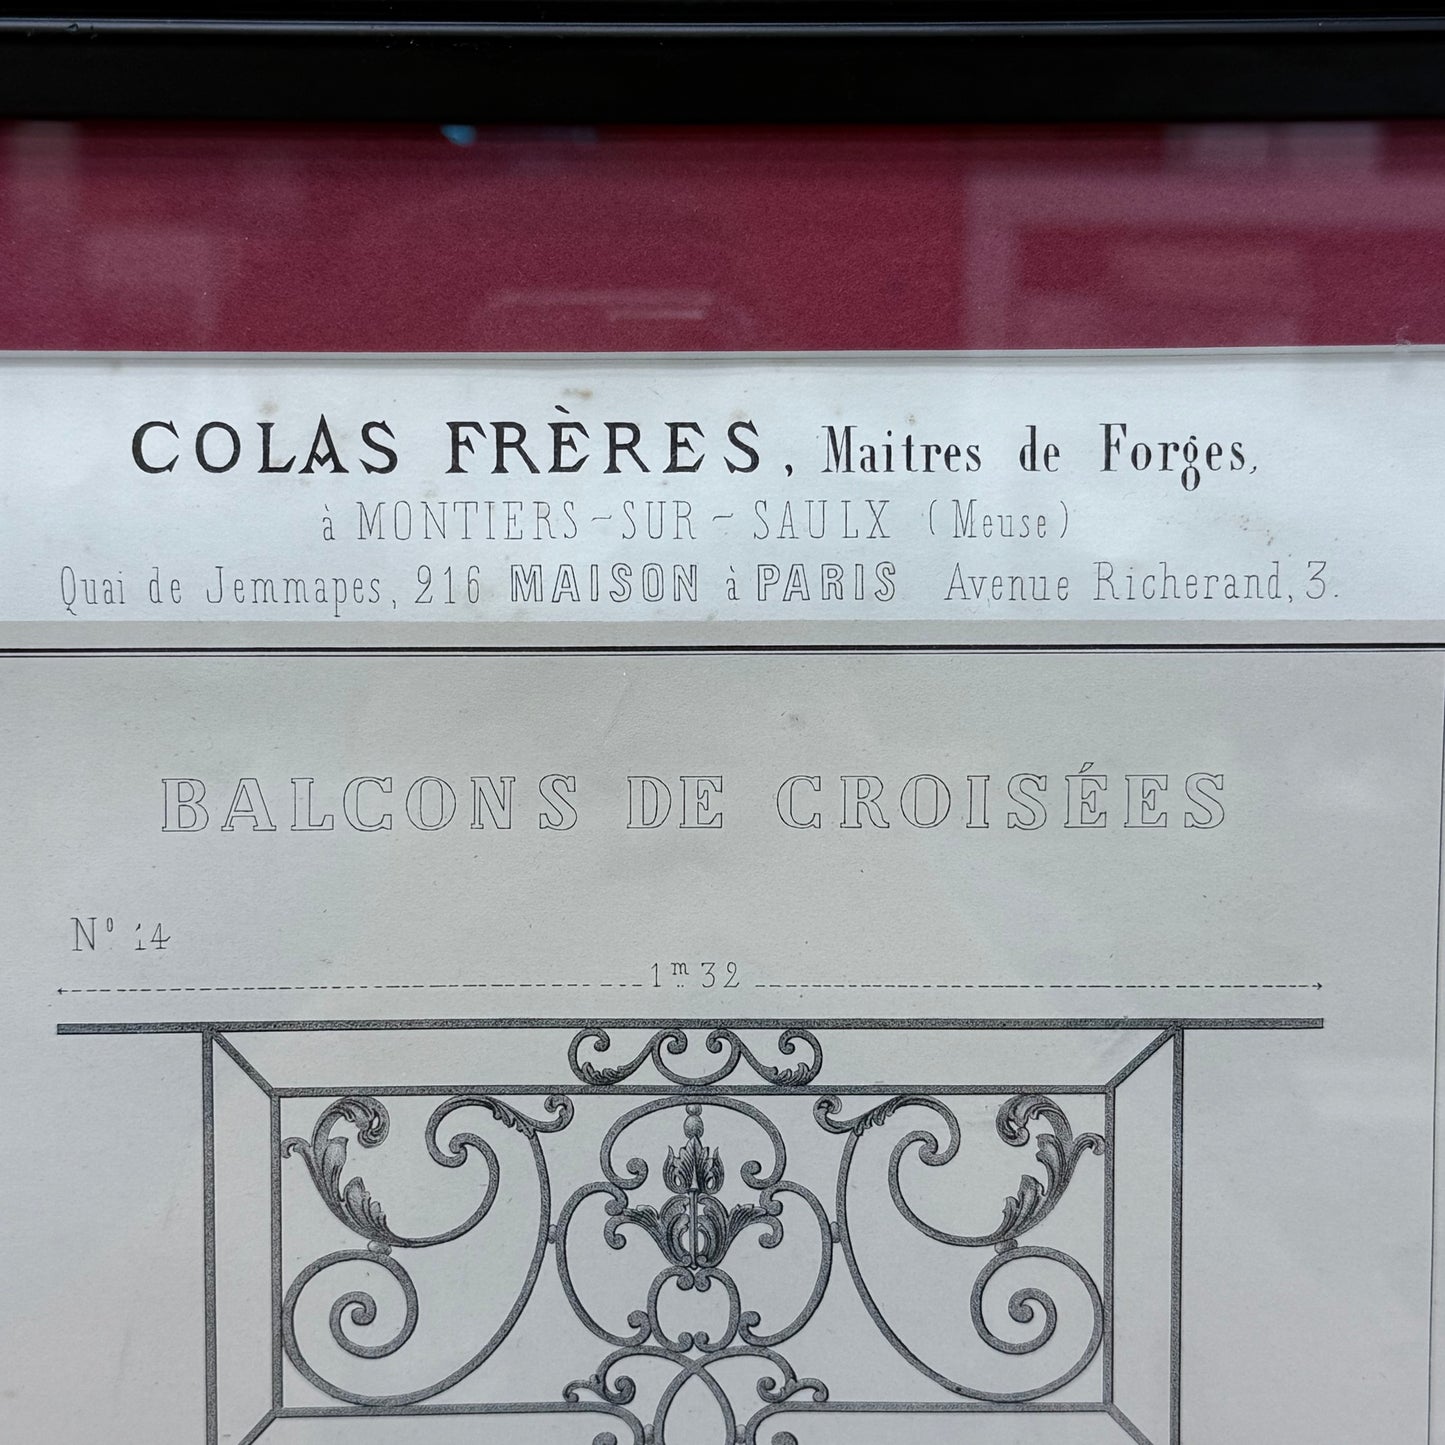 COLAS FRÈRES, Maitres de Forges,
à MONTIERS-SUR-SAULX (Meuse)
Quai de Jemmapes, 216 MAISON à PARIS Avenue Richerand, 3.
BALCONS DE CROISÉES
Nº 14
1m 32